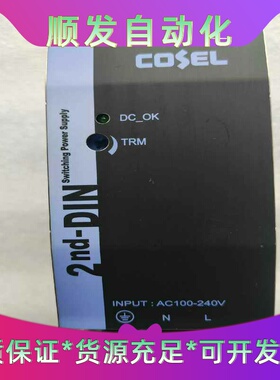 顺发自动化
COSEL
DC_OK
TRM
2nd-DIN
Switching Power Supply
INPUT : AC100-240V
N L
质保证*货源充足*可开发